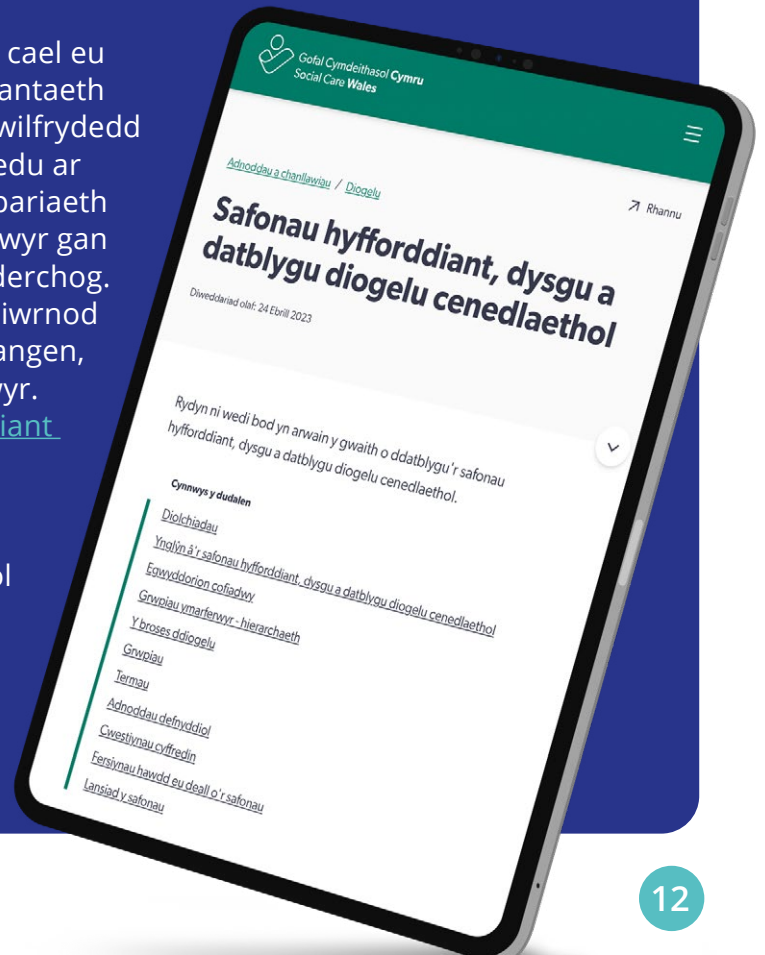 cael eu
antaeth
wilfrydedd
edu ar
pariaeth
wyr gan
derchog.
iwrnod
angen,
wyr.
iant
ol
Gofal Cymdeithasol Cymru
Social Care Wales
Adnoddau a chanllawiau / Diogelu
Rhannu
Safonau hyfforddiant, dysgu a
datblygu diogelu cenedlaethol
Diweddariad olaf: 24 Ebrill 2023
Rydyn ni wedi bod yn arwain y gwaith o ddatblygu'r safonau
hyfforddiant, dysgu a datblygu diogelu cenedlaethol.
Cynnwys y dudalen
Diolchiadau
Ynglŷn â'r safonau hyfforddiant, dysgu a datblygu diogelu cenedlaethol
Egwyddorion cofiadwy
Grwpiau ymarferwyr - hierarchaeth
Y broses ddiogelu
Grwpiau
Termau
Adnoddau defnyddiol
Cwestiynau cyffredin
Fersiynau hawdd eu deall o'r safonau
Lansiad y safonau
12